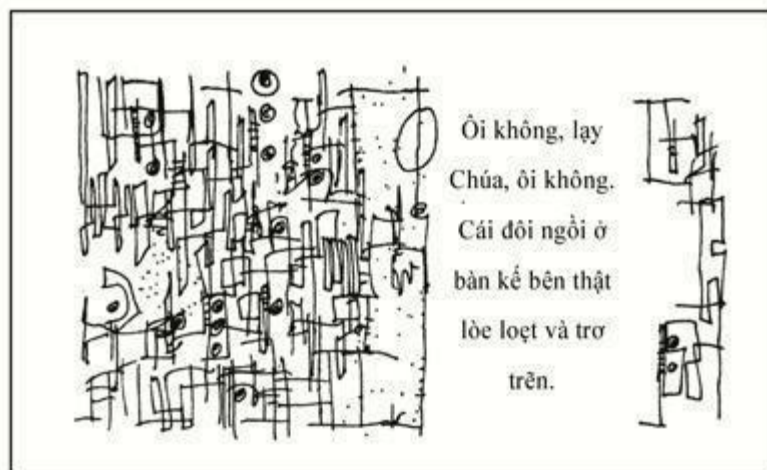 Ôi không, lạy
Chúa, ôi không.
Cái đôi ngồi ở
bàn kế bên thật
lòe loẹt và trơ
trẽn.